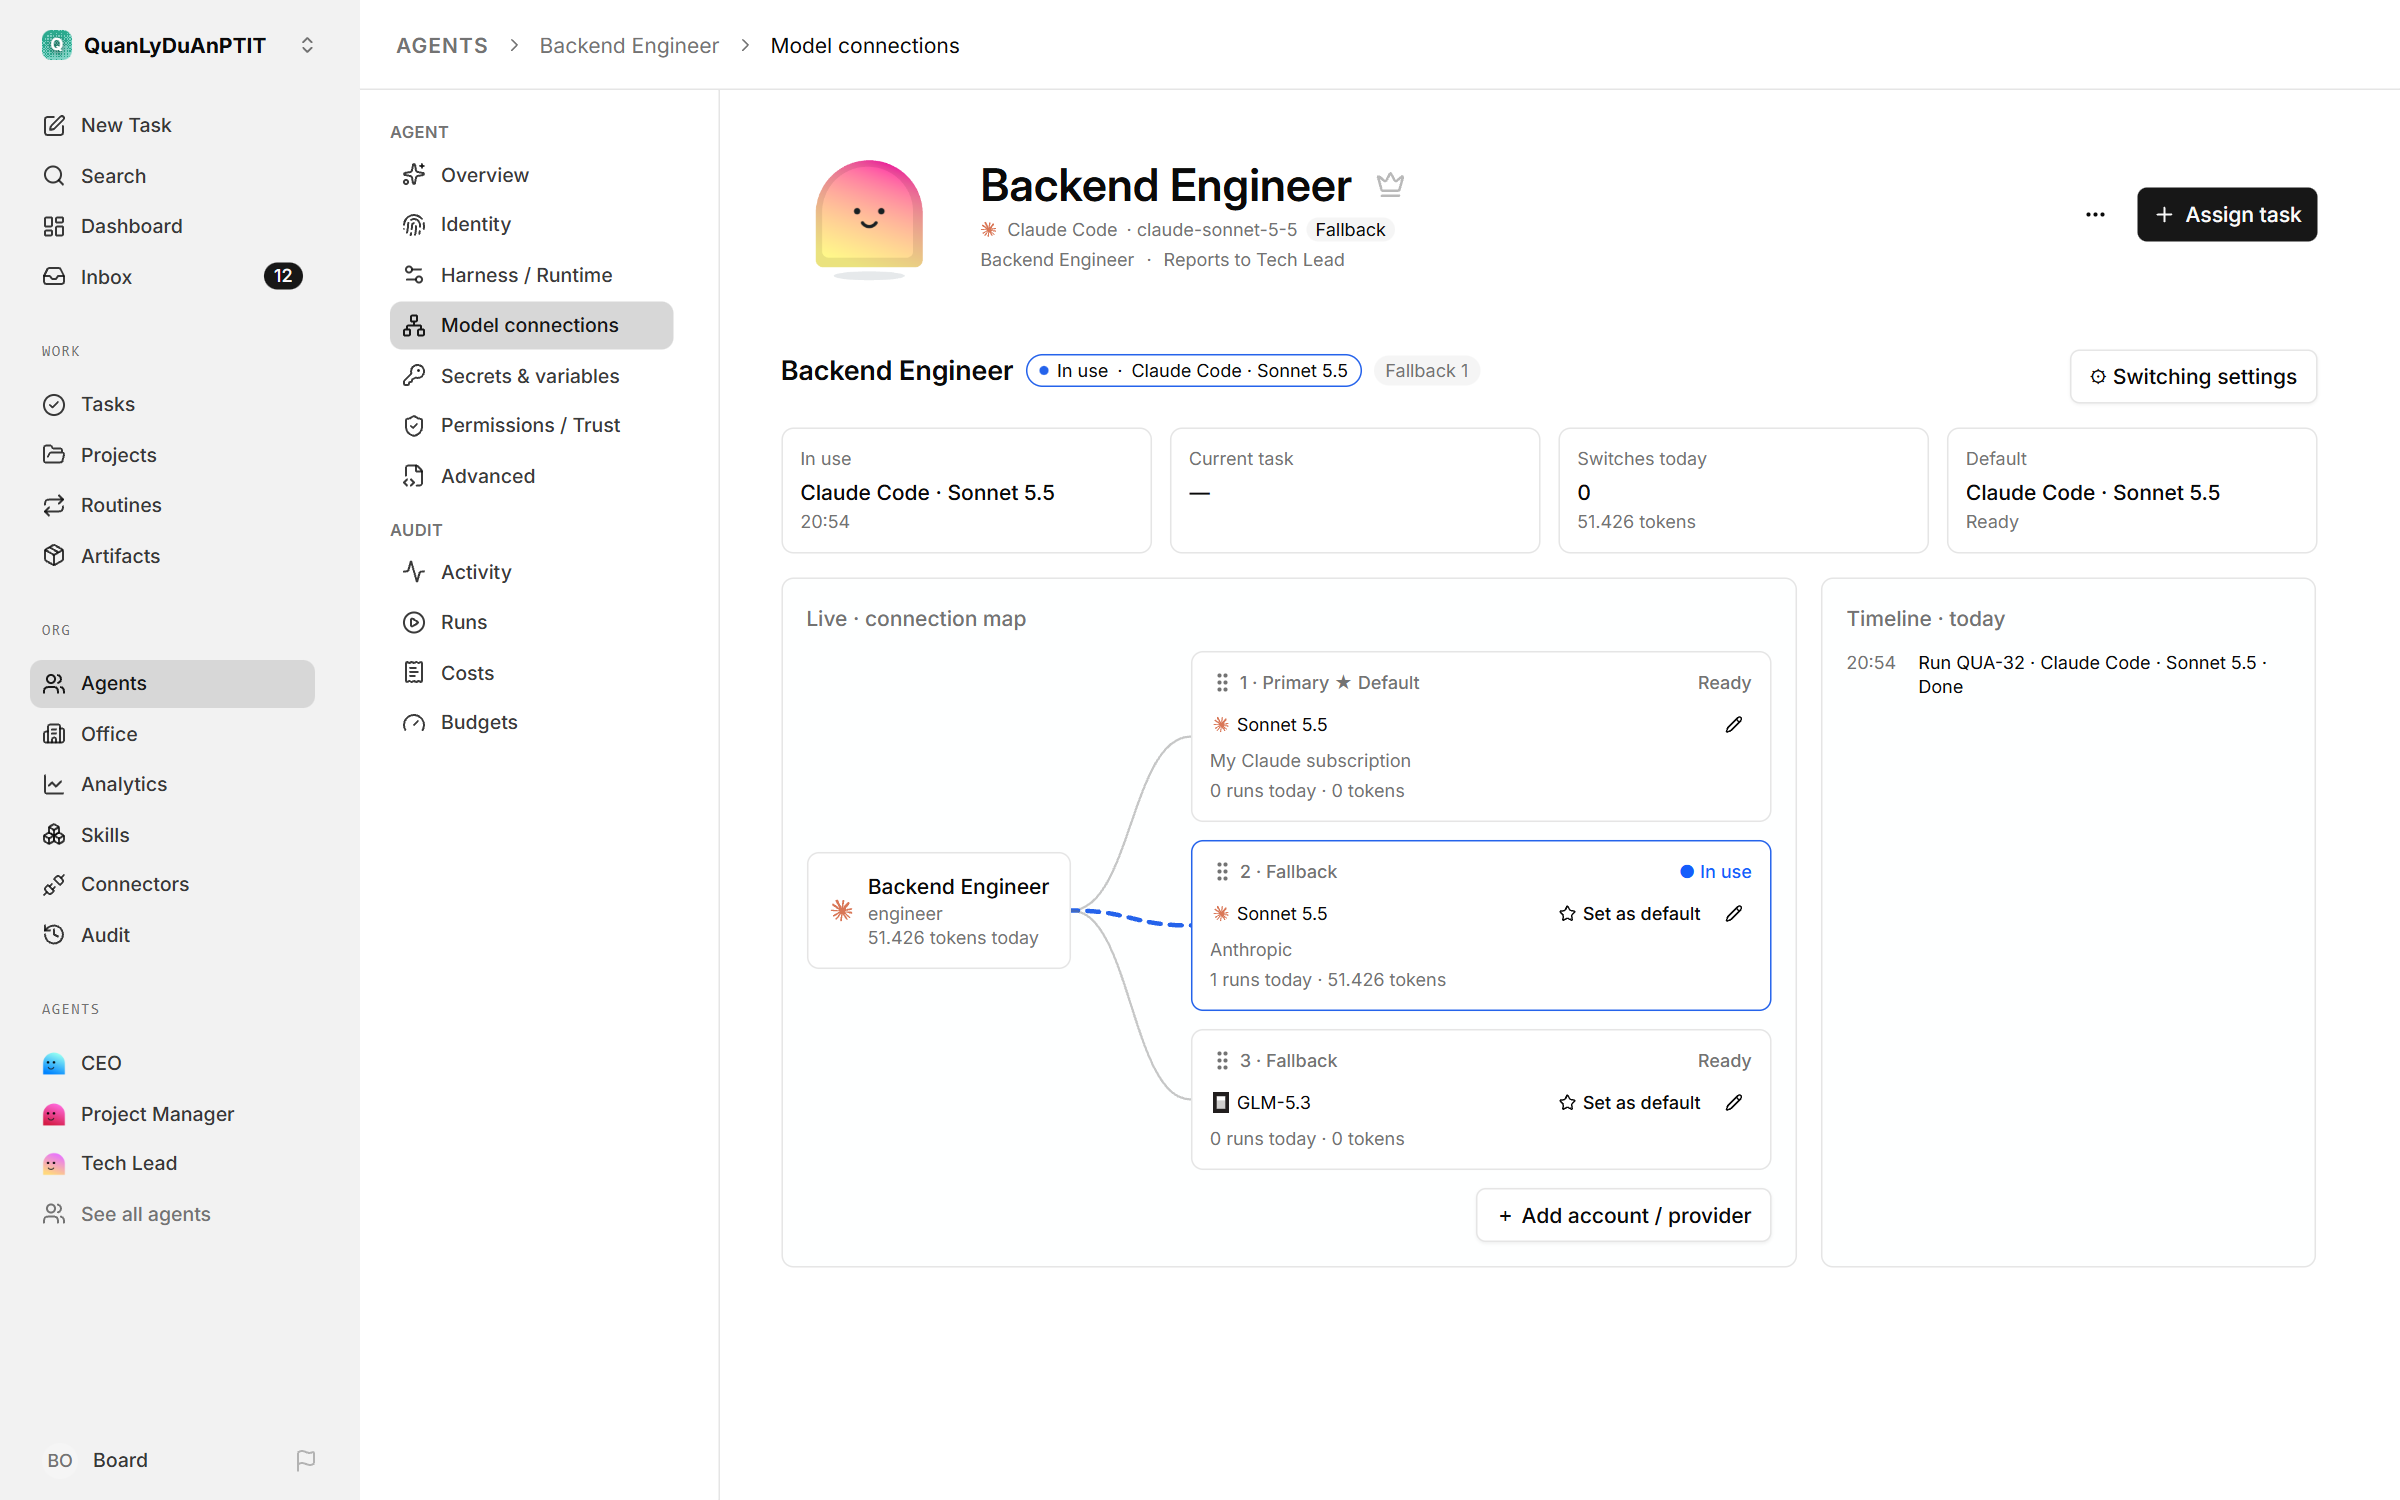 QuanLyDuAnPTIT
New Task
Search
Dashboard
Inbox 12
WORK
Tasks
Projects
Routines
Artifacts
ORG
Agents
Office
Analytics
Skills
Connectors
Audit
AGENTS
CEO
Project Manager
Tech Lead
See all agents
BO Board
AGENTS > Backend Engineer > Model connections
AGENT
Overview
Identity
Harness / Runtime
Model connections
Secrets & variables
Permissions / Trust
Advanced
AUDIT
Activity
Runs
Costs
Budgets
Backend Engineer
Claude Code · claude-sonnet-5-5 Fallback
Backend Engineer · Reports to Tech Lead
+ Assign task
Backend Engineer In use · Claude Code · Sonnet 5.5 Fallback 1
Switching settings
In use
Claude Code · Sonnet 5.5
20:54
Current task
—
Switches today
0
51.426 tokens
Default
Claude Code · Sonnet 5.5
Ready
Live · connection map
Backend Engineer
engineer
51.426 tokens today
1 · Primary ★ Default Ready
Sonnet 5.5
My Claude subscription
0 runs today · 0 tokens
2 · Fallback In use
Sonnet 5.5 Set as default
Anthropic
1 runs today · 51.426 tokens
3 · Fallback Ready
GLM-5.3 Set as default
0 runs today · 0 tokens
+ Add account / provider
Timeline · today
20:54 Run QUA-32 · Claude Code · Sonnet 5.5 ·
Done